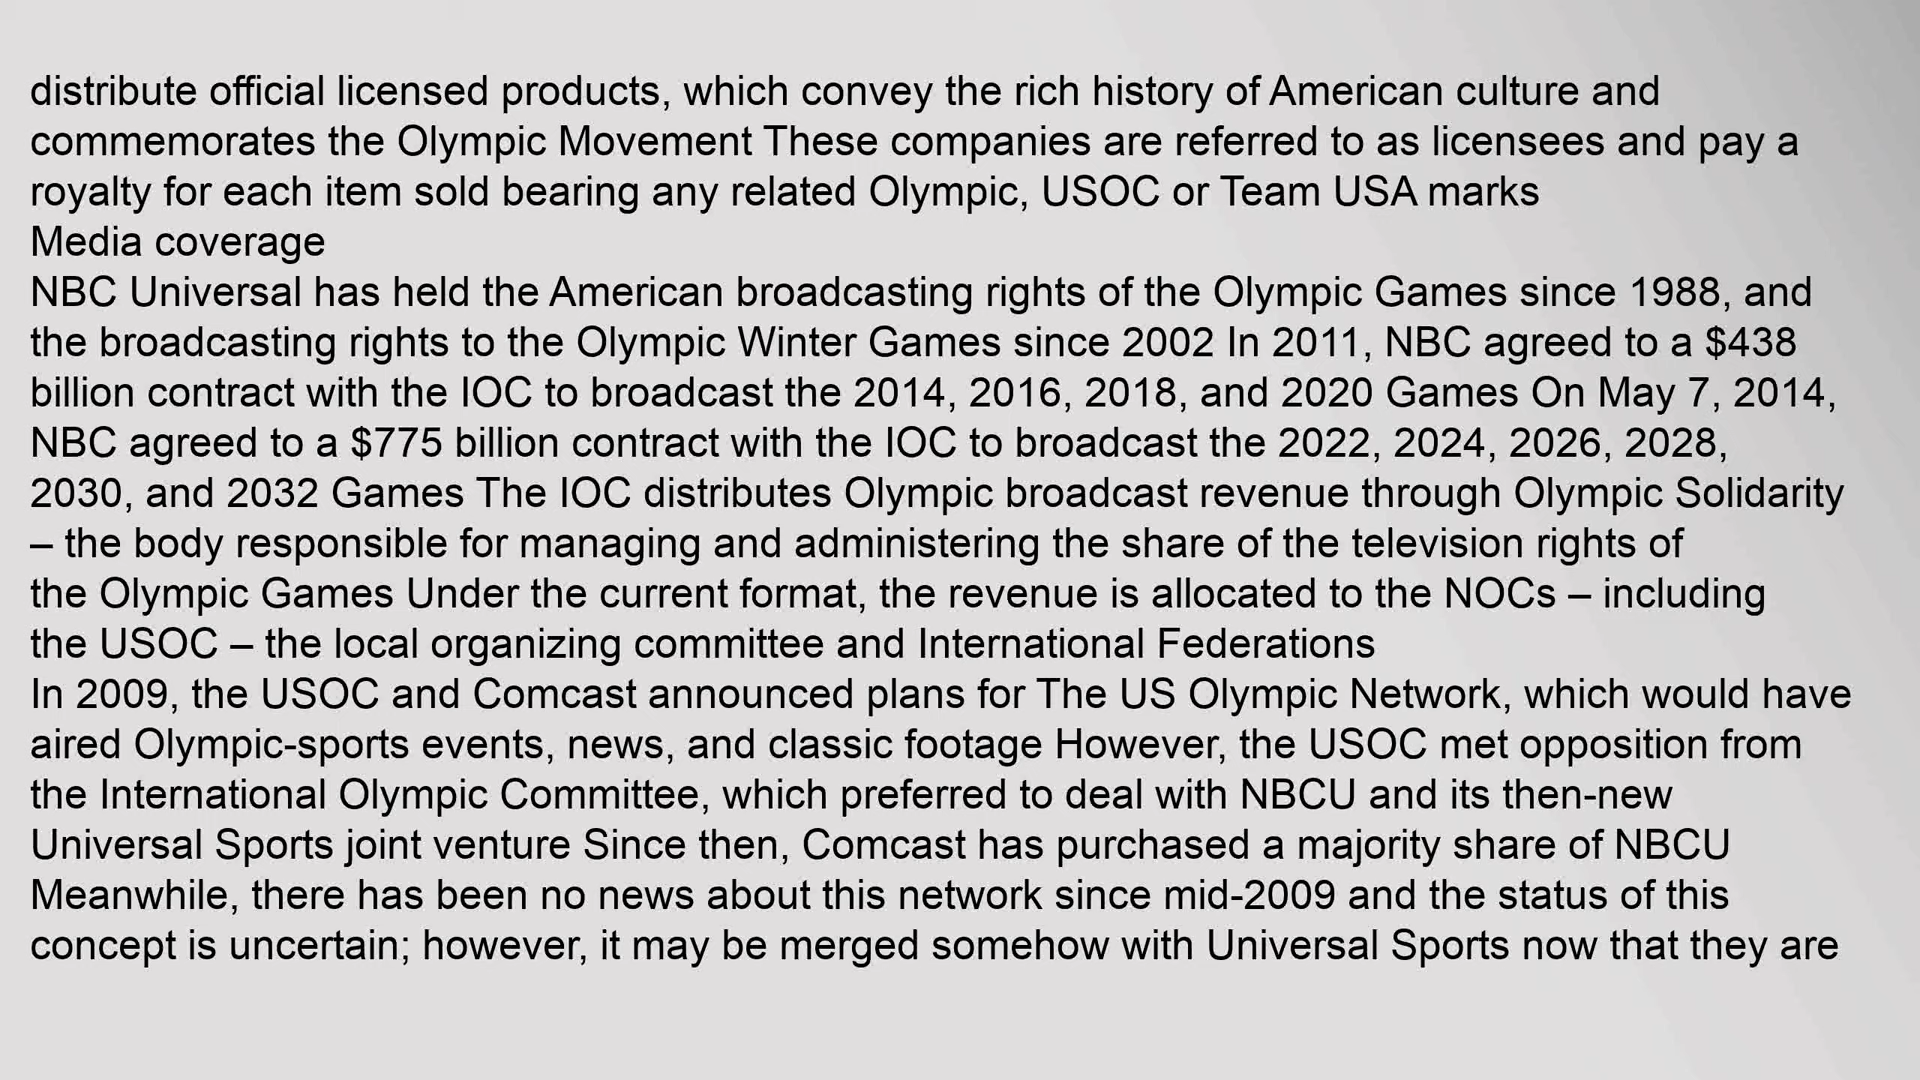 distribute official licensed products, which convey the rich history of American culture and
commemorates the Olympic Movement These companies are referred to as licensees and pay a
royalty for each item sold bearing any related Olympic, USOC or Team USA marks
Media coverage
NBC Universal has held the American broadcasting rights of the Olympic Games since 1988, and
the broadcasting rights to the Olympic Winter Games since 2002 In 2011, NBC agreed to a $438
billion contract with the IOC to broadcast the 2014, 2016, 2018, and 2020 Games On May 7, 2014,
NBC agreed to a $775 billion contract with the IOC to broadcast the 2022, 2024, 2026, 2028,
2030, and 2032 Games The IOC distributes Olympic broadcast revenue through Olympic Solidarity
– the body responsible for managing and administering the share of the television rights of
the Olympic Games Under the current format, the revenue is allocated to the NOCs – including
the USOC – the local organizing committee and International Federations
In 2009, the USOC and Comcast announced plans for The US Olympic Network, which would have
aired Olympic-sports events, news, and classic footage However, the USOC met opposition from
the International Olympic Committee, which preferred to deal with NBCU and its then-new
Universal Sports joint venture Since then, Comcast has purchased a majority share of NBCU
Meanwhile, there has been no news about this network since mid-2009 and the status of this
concept is uncertain; however, it may be merged somehow with Universal Sports now that they are